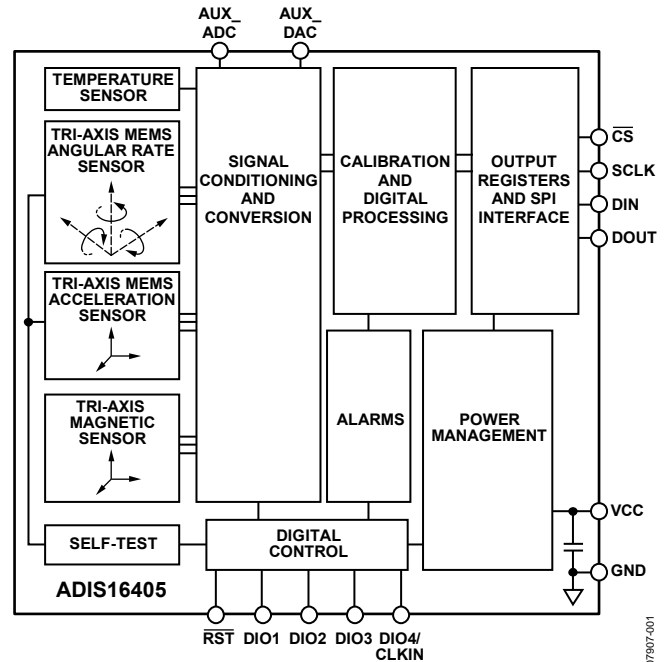 AUX_
ADC
AUX_
DAC
TEMPERATURE
SENSOR
TRI-AXIS MEMS
ANGULAR RATE
SENSOR
SIGNAL
CONDITIONING
AND
CONVERSION
CALIBRATION
AND
DIGITAL
PROCESSING
OUTPUT
REGISTERS
AND SPI
INTERFACE
CS
SCLK
DIN
DOUT
TRI-AXIS MEMS
ACCELERATION
SENSOR
TRI-AXIS
MAGNETIC
SENSOR
ALARMS
POWER
MANAGEMENT
SELF-TEST
DIGITAL
CONTROL
VCC
GND
ADIS16405
RST
DIO1
DIO2
DIO3
DIO4/
CLKIN